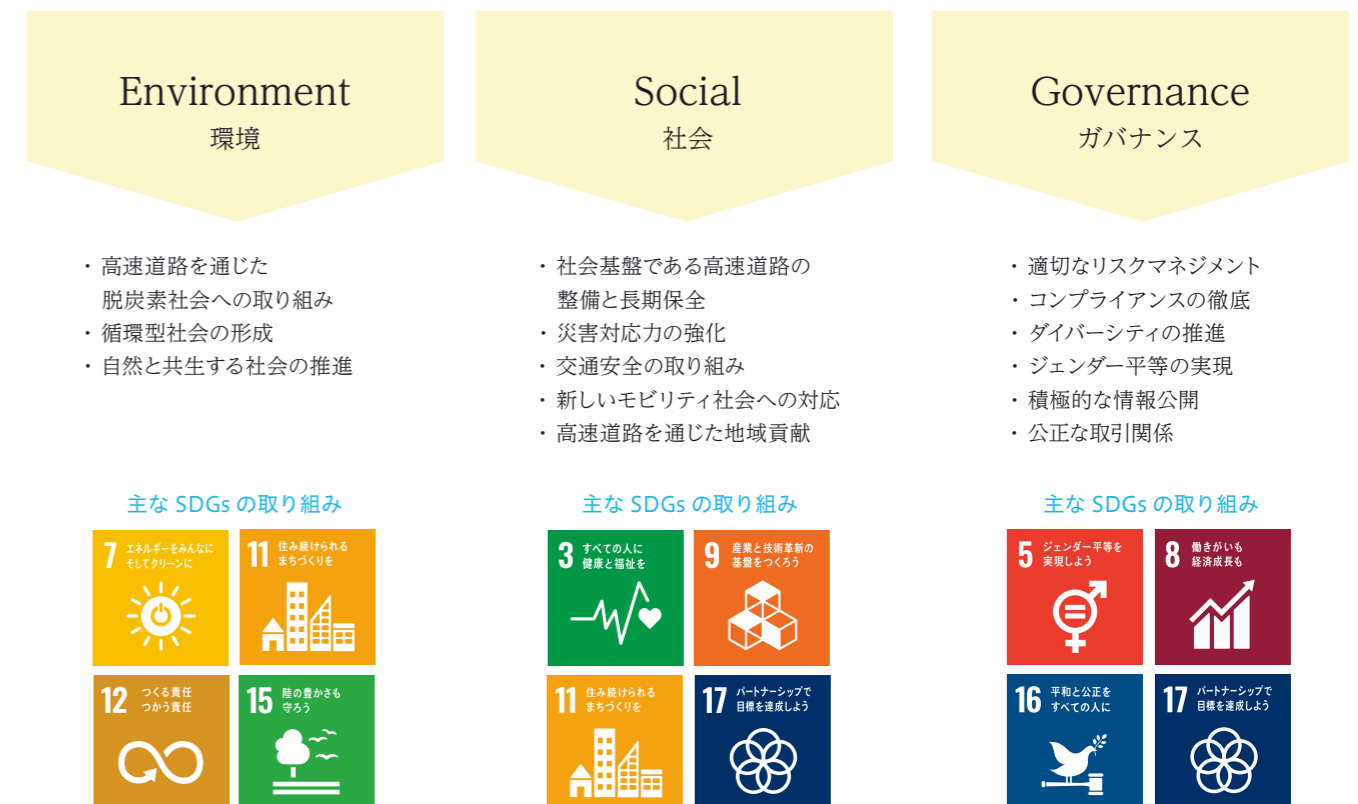 Environment
環境
・高速道路を通じた
脱炭素社会への取り組み
・循環型社会の形成
・自然と共生する社会の推進
主な SDGs の取り組み
7 エネルギーをみんなに
そしてクリーンに
11 住み続けられる
まちづくりを
12 つくる責任
つかう責任
15 陸の豊かさも
守ろう
Social
社会
・社会基盤である高速道路の
整備と長期保全
・災害対応力の強化
・交通安全の取り組み
・新しいモビリティ社会への対応
・高速道路を通じた地域貢献
主な SDGs の取り組み
3 すべての人に
健康と福祉を
9 産業と技術革新の
基盤をつくろう
11 住み続けられる
まちづくりを
17 パートナーシップで
目標を達成しよう
Governance
ガバナンス
・適切なリスクマネジメント
・コンプライアンスの徹底
・ダイバーシティの推進
・ジェンダー平等の実現
・積極的な情報公開
・公正な取引関係
主な SDGs の取り組み
5 ジェンダー平等を
実現しよう
8 働きがいも
経済成長も
16 平和と公正を
すべての人に
17 パートナーシップで
目標を達成しよう